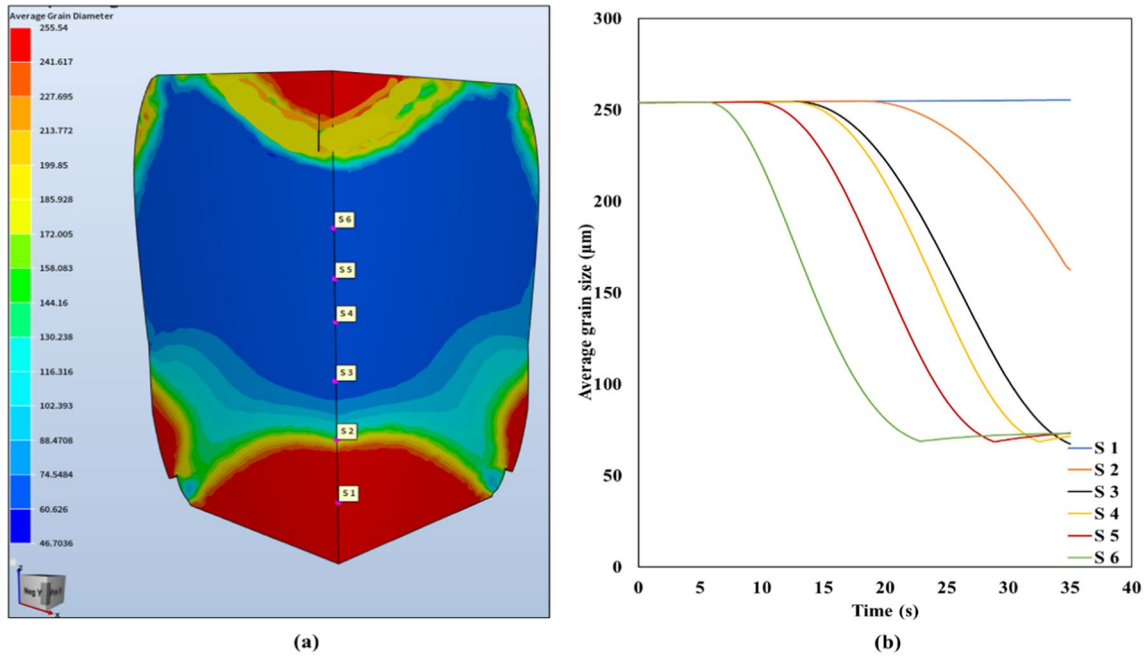 Average Grain Diameter
255.54
241.617
227.695
213.772
199.85
185.928
172.005
158.083
144.16
130.238
116.316
102.393
88.4708
74.5484
60.626
46.7036
S 6
S 5
S 4
S 3
S 2
S 1
z
Neg Y
x
(a)
Average grain size (μm)
300
250
200
150
100
50
0
0 5 10 15 20 25 30 35 40
Time (s)
S 1
S 2
S 3
S 4
S 5
S 6
(b)